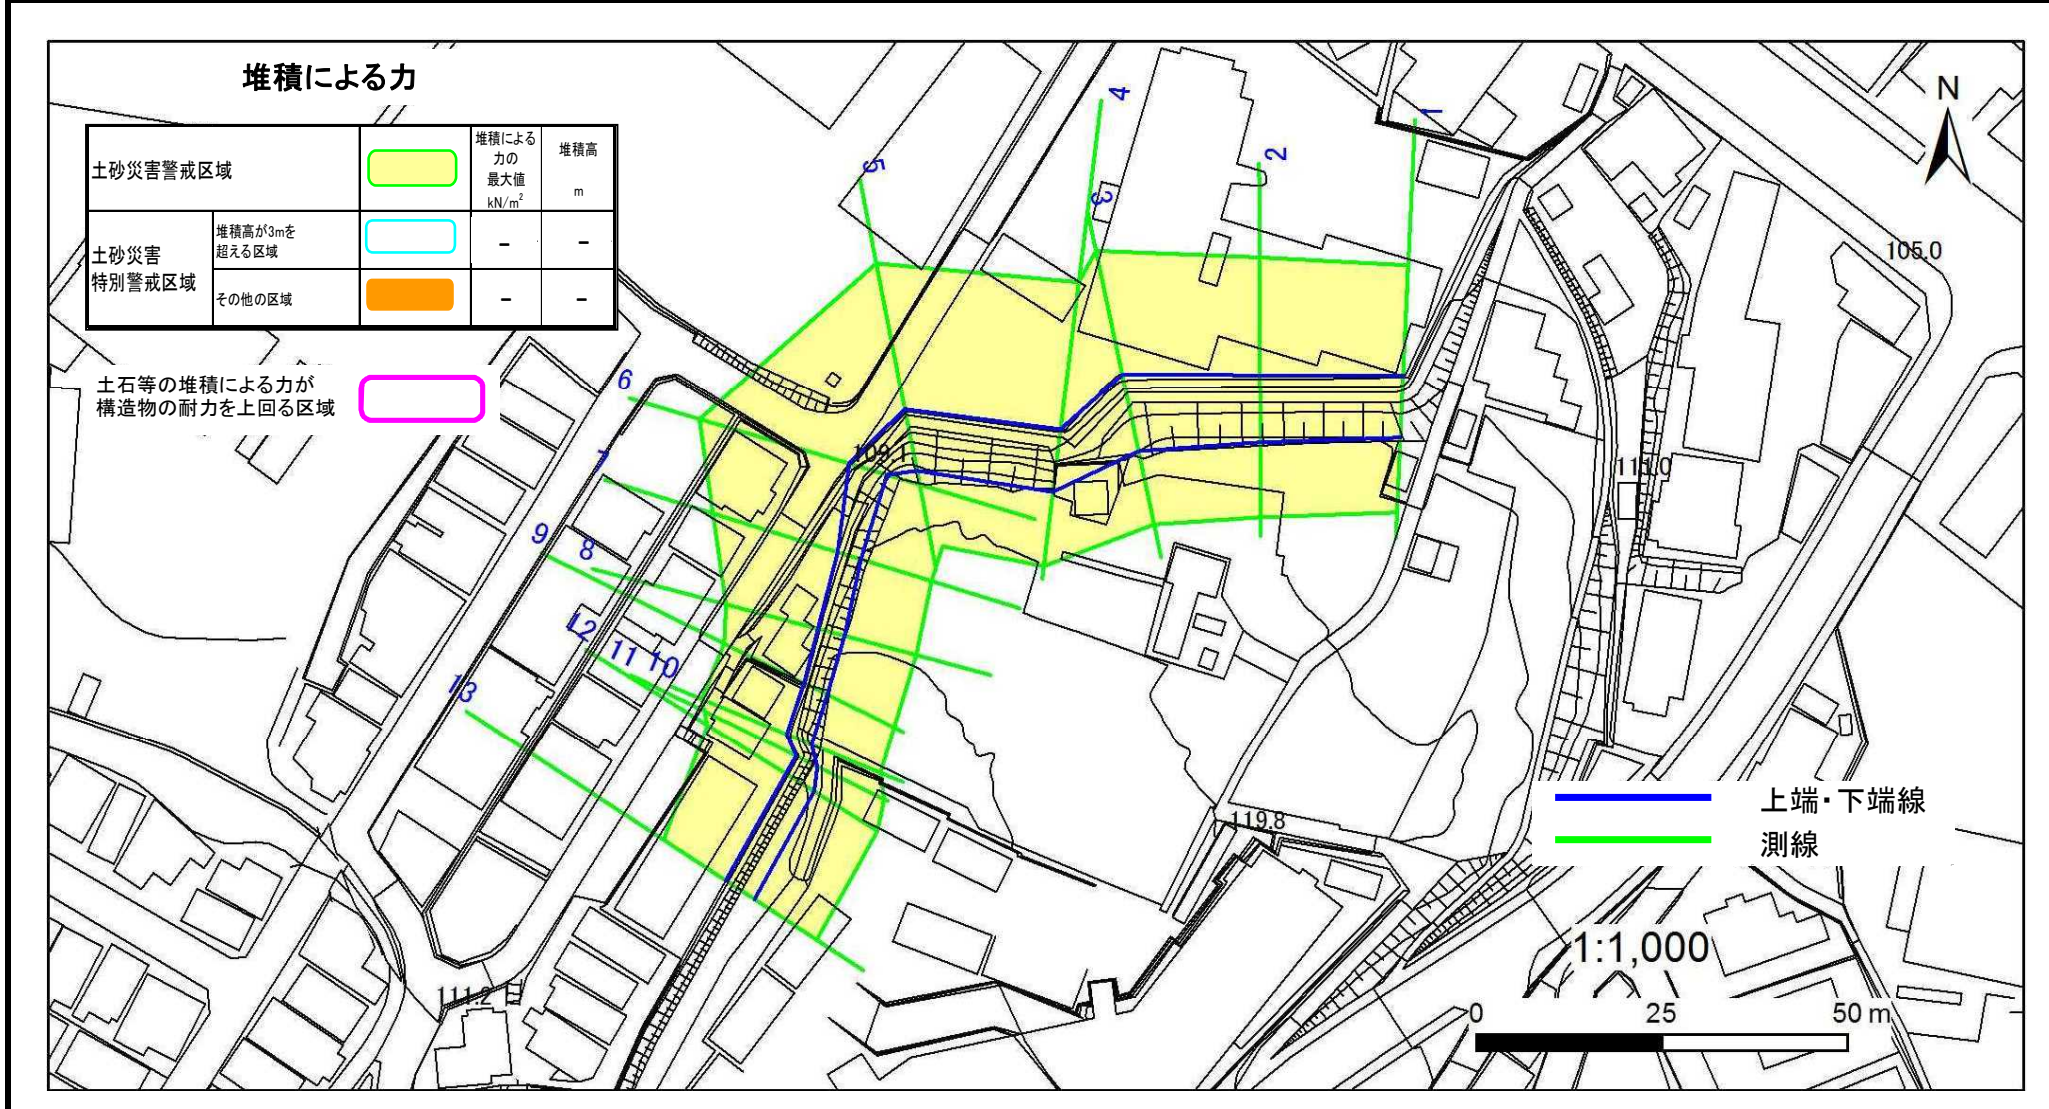 堆積による力
土砂災害警戒区域
堆積による
力の
最大値
kN/m²
堆積高
m
土砂災害
特別警戒区域
堆積高が3mを
超える区域
- -
その他の区域
- -
土石等の堆積による力が
構造物の耐力を上回る区域
N
1
2
3
4
5
6
7
8
9
10
11
12
13
105.0
109.1
111.0
119.8
111.2
上端・下端線
測線
1:1,000
0 25 50 m